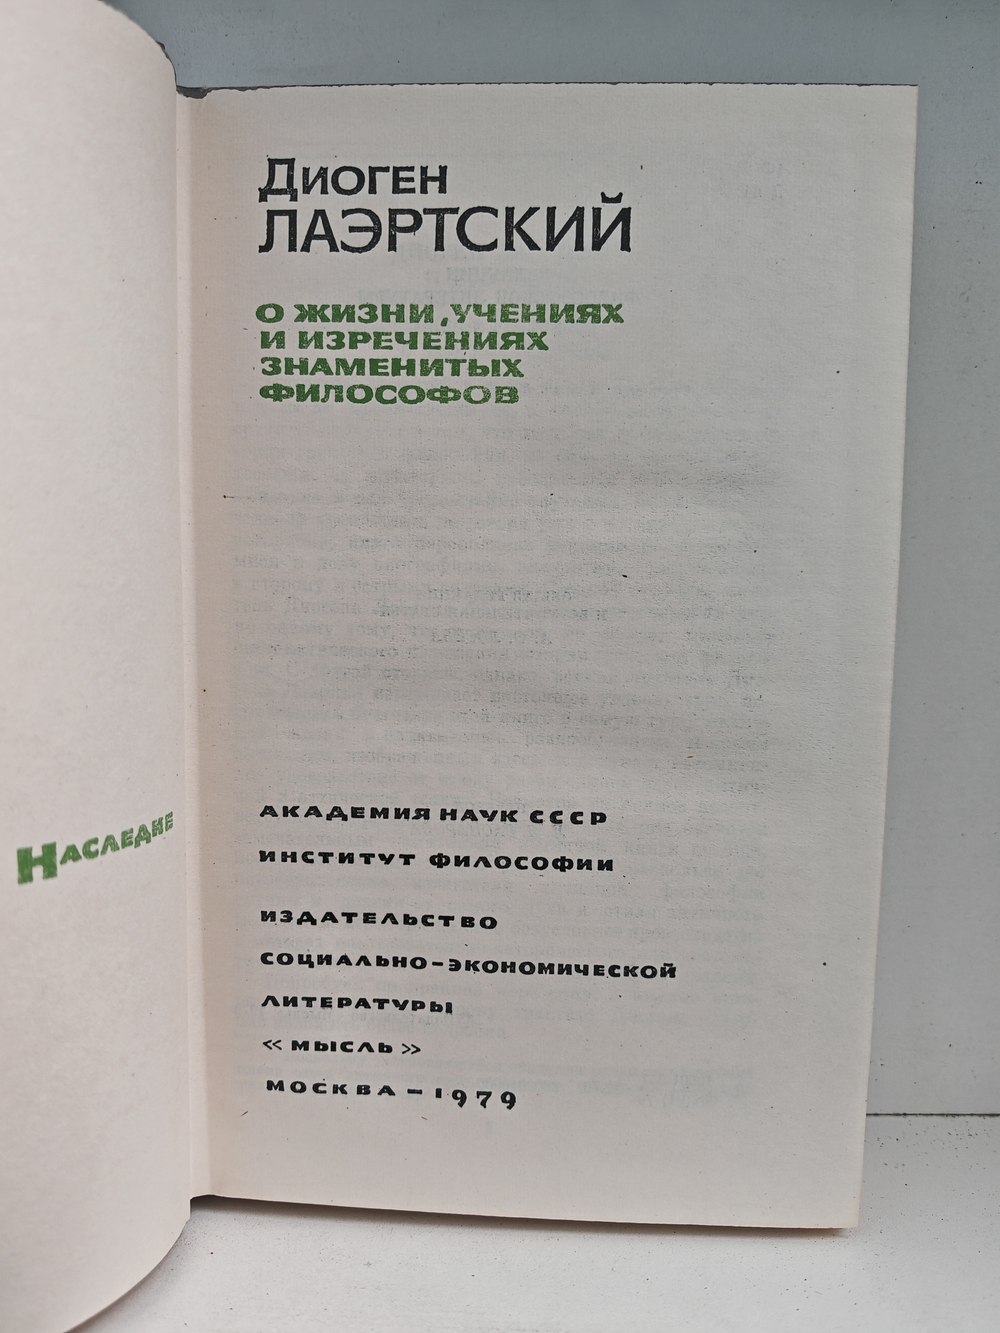 Наследие
Диоген
ЛАЭРТСКИЙ
О ЖИЗНИ, УЧЕНИЯХ
И ИЗРЕЧЕНИЯХ
ЗНАМЕНИТЫХ
ФИЛОСОФОВ
АКАДЕМИЯ НАУК СССР
ИНСТИТУТ ФИЛОСОФИИ
ИЗДАТЕЛЬСТВО
СОЦИАЛЬНО-ЭКОНОМИЧЕСКОЙ
ЛИТЕРАТУРЫ
«МЫСЛЬ»
МОСКВА-1979